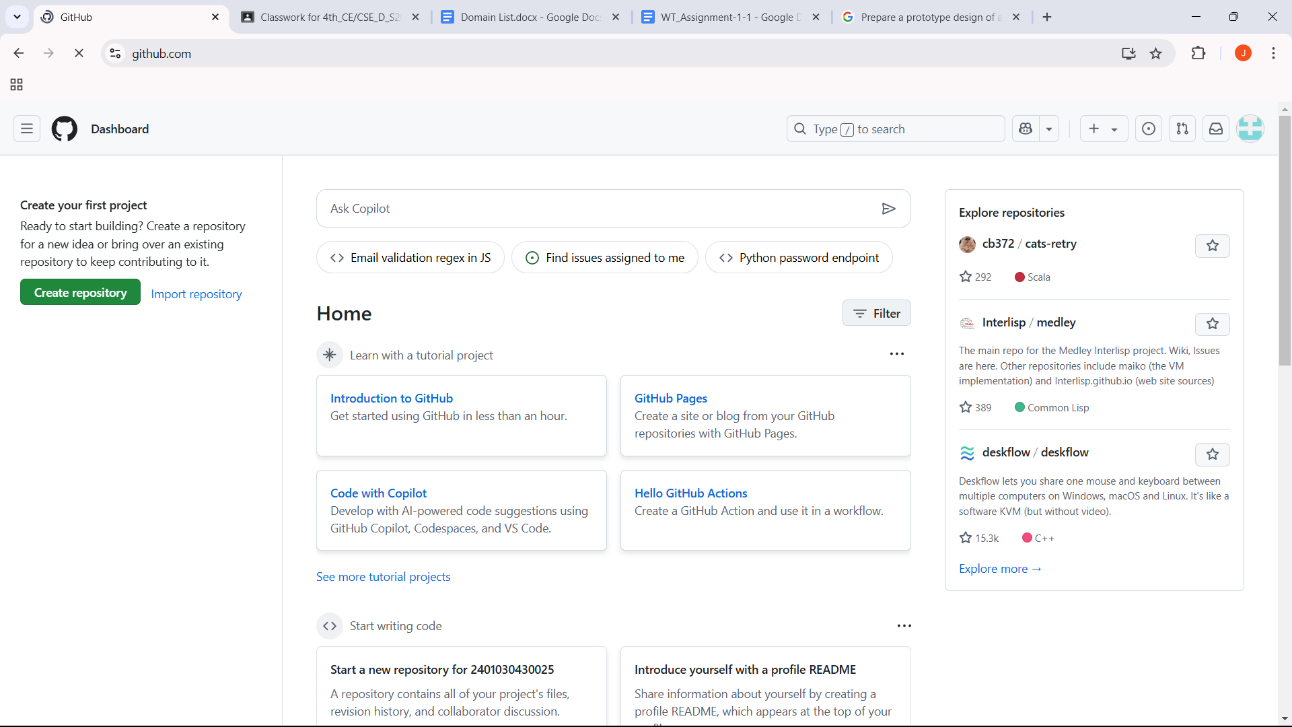 GitHub
Classwork for 4th_CE/CSE_D_S2
Domain List.docx - Google Doc
WT_Assignment-1-1 - Google D
Prepare a prototype design of a
github.com
J
Dashboard
Type / to search
Create your first project
Ready to start building? Create a repository
for a new idea or bring over an existing
repository to keep contributing to it.
Create repository
Import repository
Ask Copilot
Email validation regex in JS
Find issues assigned to me
Python password endpoint
Home
Filter
Learn with a tutorial project
Introduction to GitHub
Get started using GitHub in less than an hour.
GitHub Pages
Create a site or blog from your GitHub
repositories with GitHub Pages.
Code with Copilot
Develop with AI-powered code suggestions using
GitHub Copilot, Codespaces, and VS Code.
Hello GitHub Actions
Create a GitHub Action and use it in a workflow.
See more tutorial projects
Start writing code
Start a new repository for 2401030430025
A repository contains all of your project's files,
revision history, and collaborator discussion.
Introduce yourself with a profile README
Share information about yourself by creating a
profile README, which appears at the top of your
Explore repositories
cb372 / cats-retry
292
Scala
Interlisp / medley
The main repo for the Medley Interlisp project. Wiki, Issues
are here. Other repositories include maiko (the VM
implementation) and Interlisp.github.io (web site sources)
389
Common Lisp
deskflow / deskflow
Deskflow lets you share one mouse and keyboard between
multiple computers on Windows, macOS and Linux. It's like a
software KVM (but without video).
15.3k
C++
Explore more →